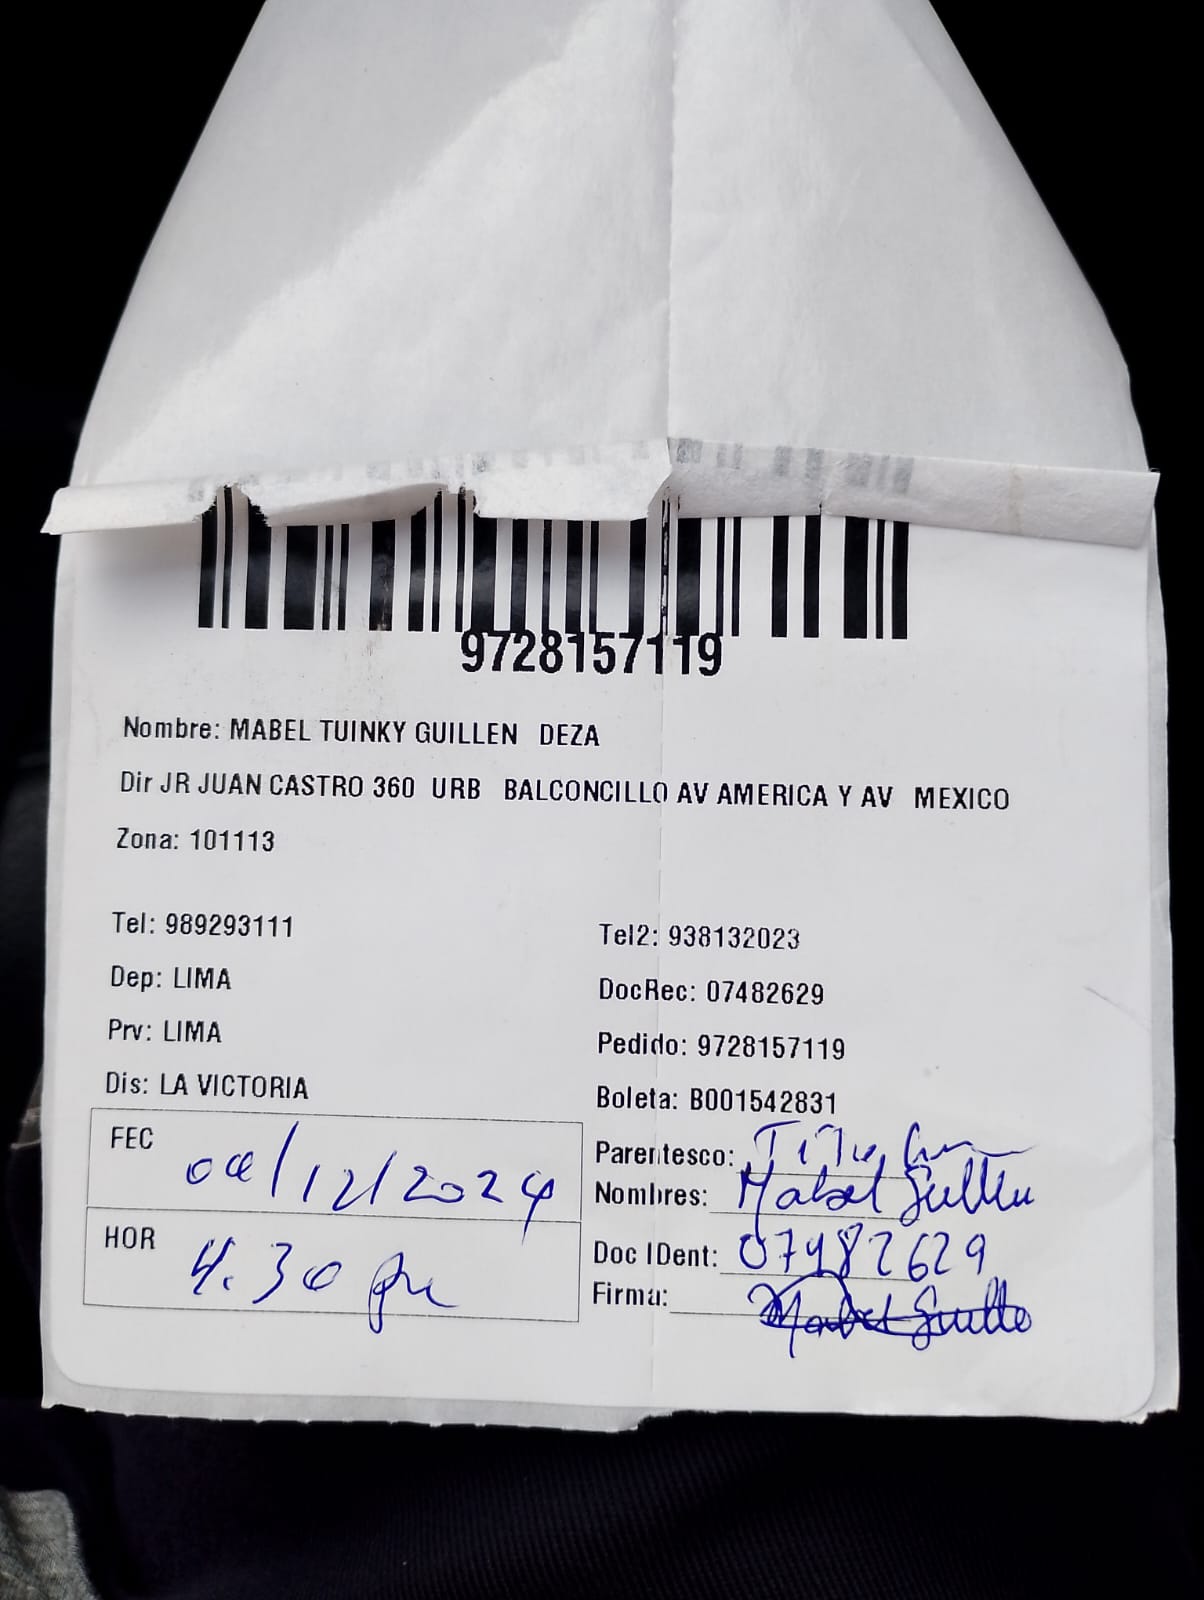 9728157119
Nombre: MABEL TUINKY GUILLEN DEZA
Dir JR JUAN CASTRO 360 URB BALCONCILLO AV AMERICA Y AV MEXICO
Zona: 101113
Tel: 989293111
Tel2: 938132023
Dep: LIMA
DocRec: 07482629
Prv: LIMA
Pedido: 9728157119
Dis: LA VICTORIA
Boleta: B001542831
FEC /12/2024
Parentesco:
Nombres: Mabel Guillen
HOR 4.30 pm
Doc IDent: 07482629
Firma: Mabel Guillen